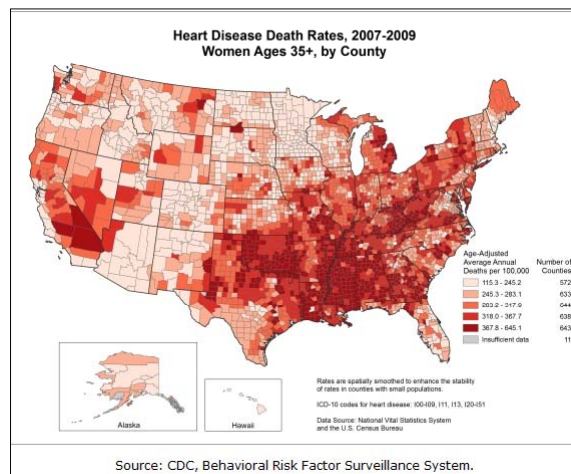 Heart Disease Death Rates, 2007-2009
Women Ages 35+, by County
Age-Adjusted
Average Annual
Deaths per 100,000
Number of
Counties
115.3 - 245.2 572
245.3 - 283.1 633
283.2 - 317.9 644
318.0 - 367.7 638
367.8 - 645.1 643
Insufficient data 11
Alaska
Hawaii
Rates are spatially smoothed to enhance the stability
of rates in counties with small populations.
ICD-10 codes for heart disease: I00-I09, I11, I13, I20-I51
Data Source: National Vital Statistics System
and the U.S. Census Bureau
Source: CDC, Behavioral Risk Factor Surveillance System.